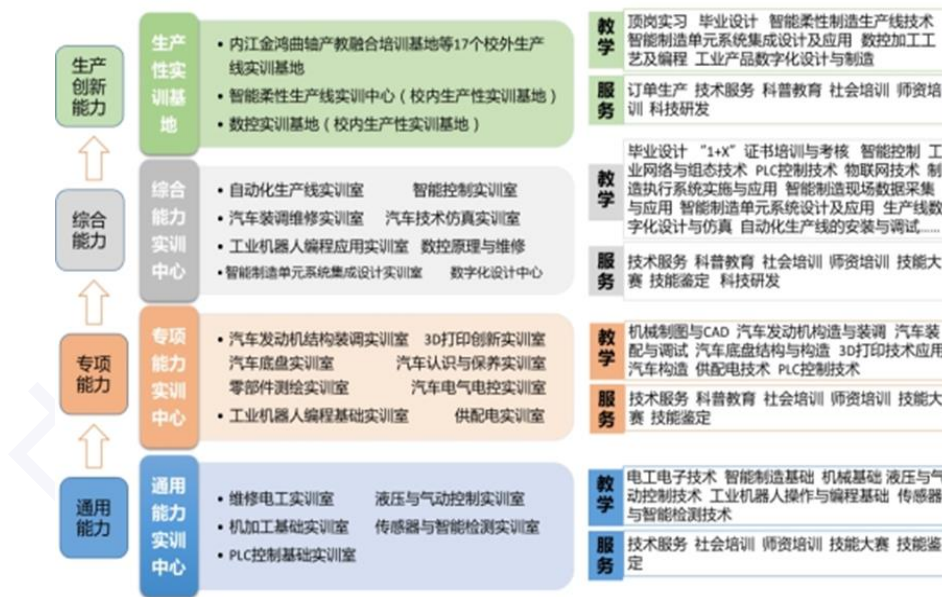 生产
创新
能力
生产
性实
训基
地
• 内江金鸿曲轴产教融合培训基地等17个校外生产
线实训基地
• 智能柔性生产线实训中心（校内生产性实训基地）
• 数控实训基地（校内生产性实训基地）
教学
顶岗实习 毕业设计 智能柔性制造生产线技术
智能制造单元系统集成设计及应用 数控加工工
艺及编程 工业产品数字化设计与制造
服务
订单生产 技术服务 科普教育 社会培训 师资培
训 科技研发
综合
能力
综合
能力
实训
中心
• 自动化生产线实训室 智能控制实训室
• 汽车装调维修实训室 汽车技术仿真实训室
• 工业机器人编程应用实训室 数控原理与维修
• 智能制造单元系统集成设计实训室 数字化设计中心
教学
毕业设计 “1+X”证书培训与考核 智能控制 工
业网络与组态技术 PLC控制技术 物联网技术 制
造执行系统实施与应用 智能制造现场数据采集
与应用 智能制造单元系统设计及应用 生产线数
字化设计与仿真 自动化生产线的安装与调试......
服务
技术服务 科普教育 社会培训 师资培训 技能大
赛 技能鉴定 科技研发
专项
能力
专项
能力
实训
中心
• 汽车发动机结构装调实训室 3D打印创新实训室
汽车底盘实训室 汽车认识与保养实训室
零部件测绘实训室 汽车电气电控实训室
• 工业机器人编程基础实训室 供配电实训室
教学
机械制图与CAD 汽车发动机构造与装调 汽车装
配与调试 汽车底盘结构与构造 3D打印技术应用
汽车构造 供配电技术 PLC控制技术
服务
技术服务 科普教育 社会培训 师资培训 技能大
赛 技能鉴定
通用
能力
通用
能力
实训
中心
• 维修电工实训室 液压与气动控制实训室
• 机加工基础实训室 传感器与智能检测实训室
• PLC控制基础实训室
教学
电工电子技术 智能制造基础 机械基础 液压与气
动控制技术 工业机器人操作与编程基础 传感器
与智能检测技术
服务
技术服务 社会培训 师资培训 技能大赛 技能鉴
定